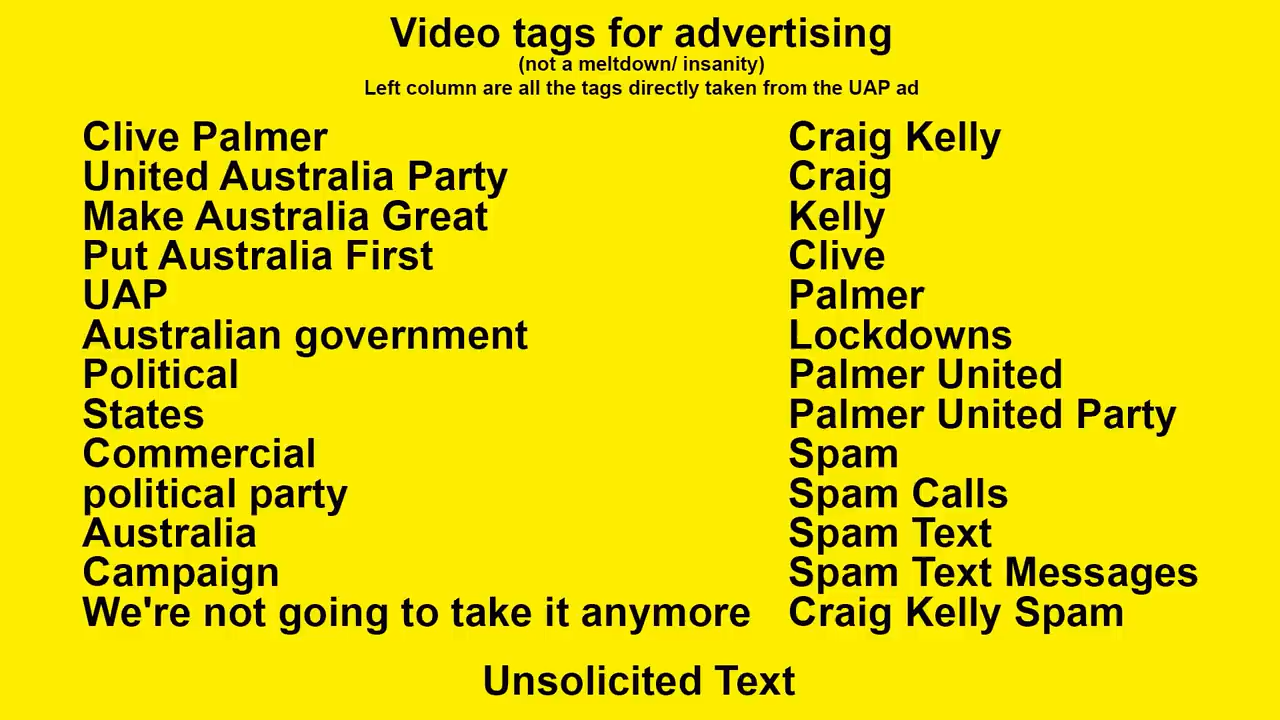 Video tags for advertising
(not a meltdown/ insanity)
Left column are all the tags directly taken from the UAP ad
Clive Palmer
United Australia Party
Make Australia Great
Put Australia First
UAP
Australian government
Political
States
Commercial
political party
Australia
Campaign
We're not going to take it anymore
Craig Kelly
Craig
Kelly
Clive
Palmer
Lockdowns
Palmer United
Palmer United Party
Spam
Spam Calls
Spam Text
Spam Text Messages
Craig Kelly Spam
Unsolicited Text